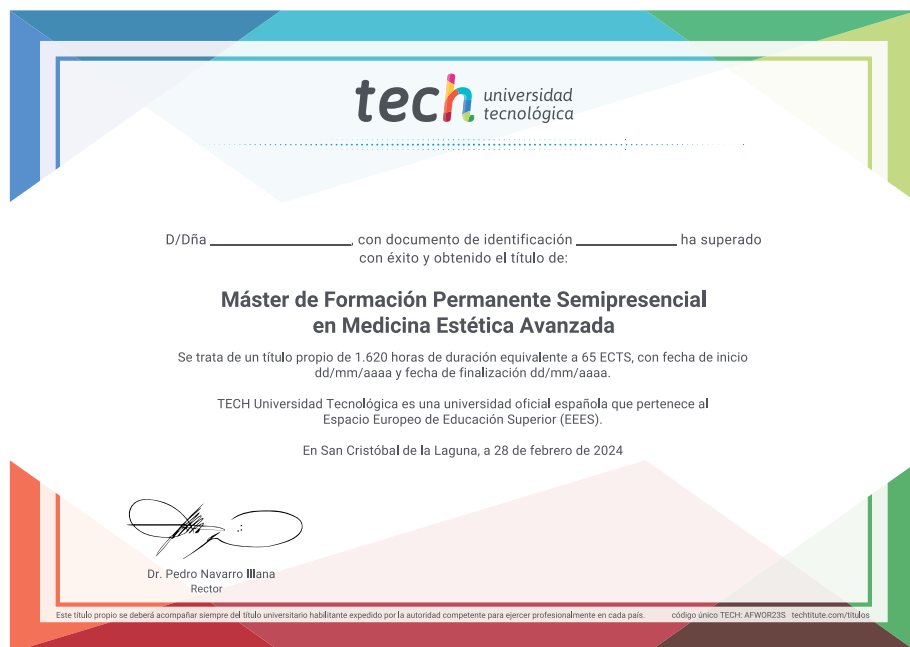 tech universidad
tecnológica
D/Dña ____________________, con documento de identificación ______________ ha superado
con éxito y obtenido el título de:
Máster de Formación Permanente Semipresencial
en Medicina Estética Avanzada
Se trata de un título propio de 1.620 horas de duración equivalente a 65 ECTS, con fecha de inicio
dd/mm/aaaa y fecha de finalización dd/mm/aaaa.
TECH Universidad Tecnológica es una universidad oficial española que pertenece al
Espacio Europeo de Educación Superior (EEES).
En San Cristóbal de la Laguna, a 28 de febrero de 2024
Dr. Pedro Navarro Illana
Rector
Este título propio se deberá acompañar siempre del título universitario habilitante expedido por la autoridad competente para ejercer profesionalmente en cada país. código único TECH: AFWOR23S techtitute.com/titulos